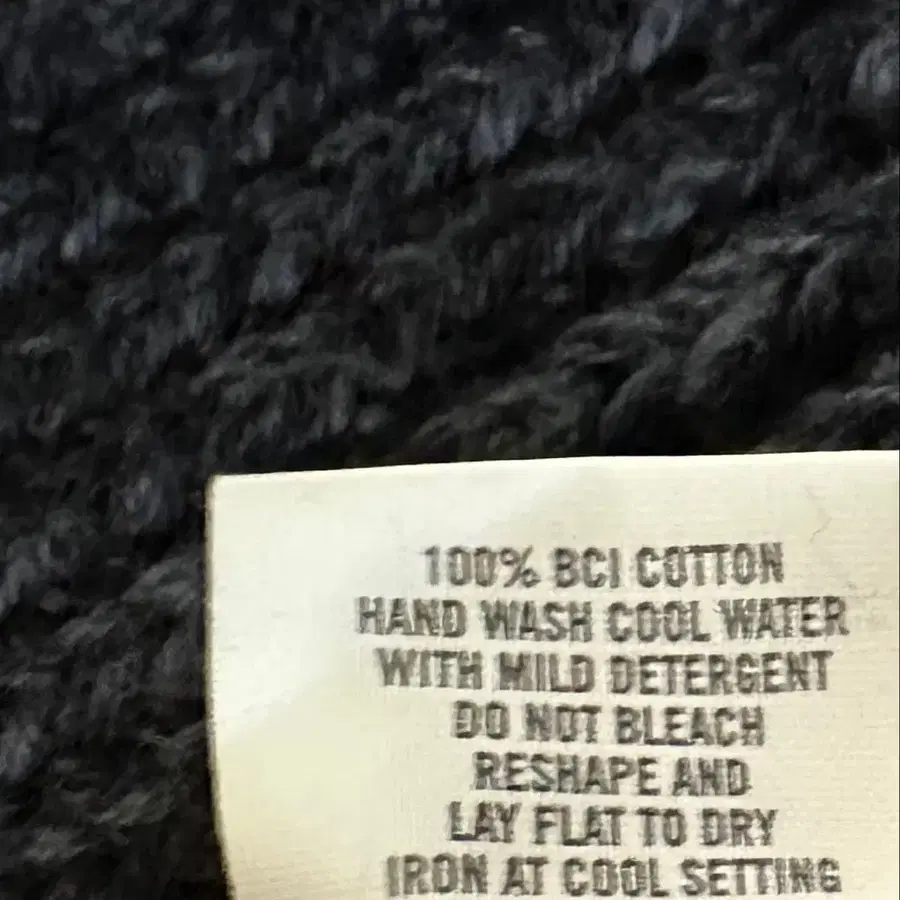 100% BCI COTTON
HAND WASH COOL WATER
WITH MILD DETERGENT
DO NOT BLEACH
RESHAPE AND
LAY FLAT TO DRY
IRON AT COOL SETTING